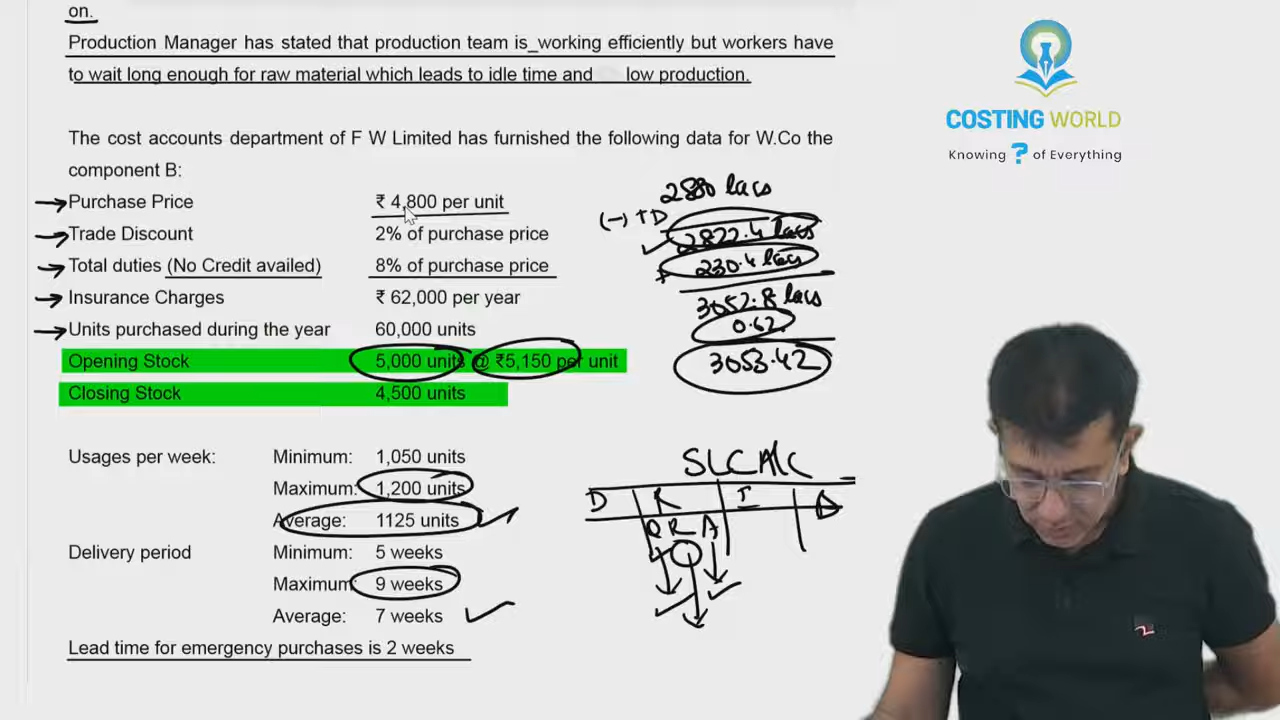 on.
Production Manager has stated that production team is_working efficiently but workers have
to wait long enough for raw material which leads to idle time and low production.
The cost accounts department of F W Limited has furnished the following data for W.Co the
component B:
Purchase Price ₹ 4,800 per unit
Trade Discount 2% of purchase price
Total duties (No Credit availed) 8% of purchase price
Insurance Charges ₹ 62,000 per year
Units purchased during the year 60,000 units
Opening Stock 5,000 units @ ₹5,150 per unit
Closing Stock 4,500 units
Usages per week: Minimum: 1,050 units
Maximum: 1,200 units
Average: 1125 units
Delivery period Minimum: 5 weeks
Maximum: 9 weeks
Average: 7 weeks
Lead time for emergency purchases is 2 weeks
2880 lacs
(-) TD
2822.4 lacs
+ 230.4 lacs
3052.8 lacs
0.62
3053.42
SLC A/c
D R I
Q R A
COSTING WORLD
Knowing ? of Everything